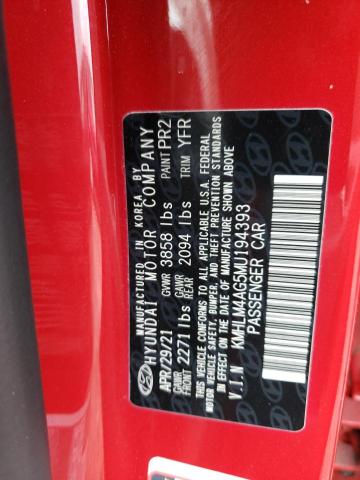 MANUFACTURED IN KOREA BY
HYUNDAI MOTOR COMPANY
APR/29/21 GVWR 3858 lbs PAINT PR2
GAWR FRONT 2271 lbs GAWR REAR 2094 lbs TRIM YFR
THIS VEHICLE CONFORMS TO ALL APPLICABLE U.S.A. FEDERAL
MOTOR VEHICLE SAFETY, BUMPER, AND THEFT PREVENTION STANDARDS
IN EFFECT ON THE DATE OF MANUFACTURE SHOWN ABOVE
V.I.N KMHLM4AG5MU194393
PASSENGER CAR